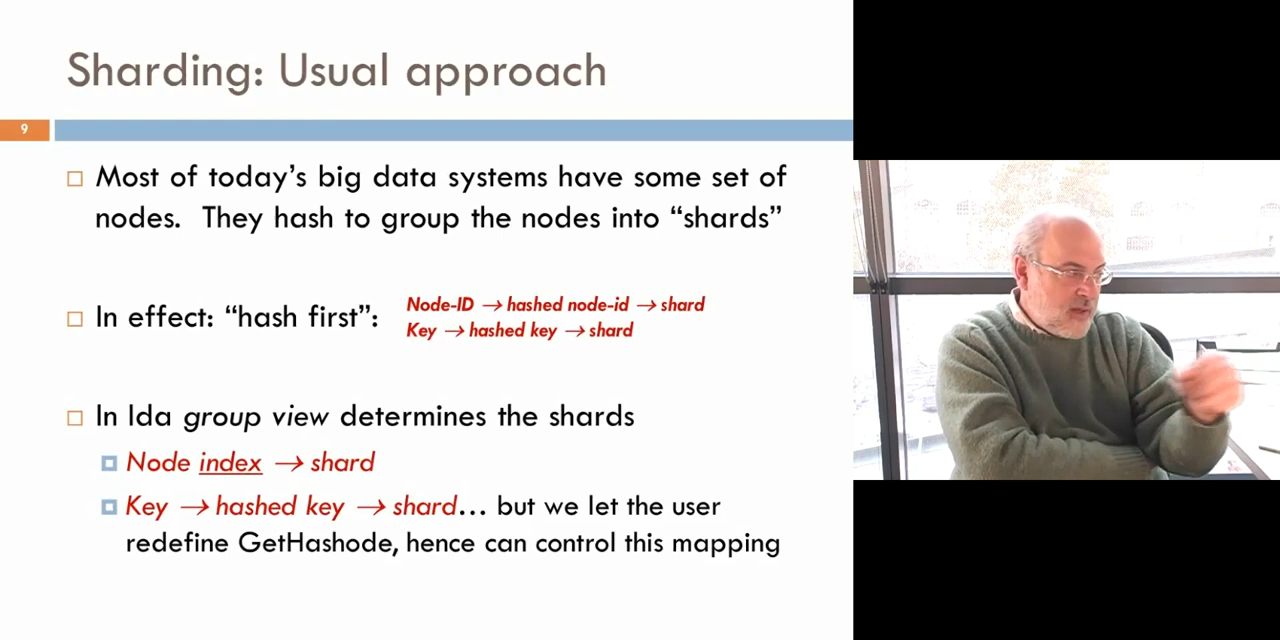 Sharding: Usual approach
9
Most of today's big data systems have some set of
nodes. They hash to group the nodes into “shards”
In effect: “hash first”:
Node-ID → hashed node-id → shard
Key → hashed key → shard
In Ida group view determines the shards
Node index → shard
Key → hashed key → shard… but we let the user
redefine GetHashode, hence can control this mapping